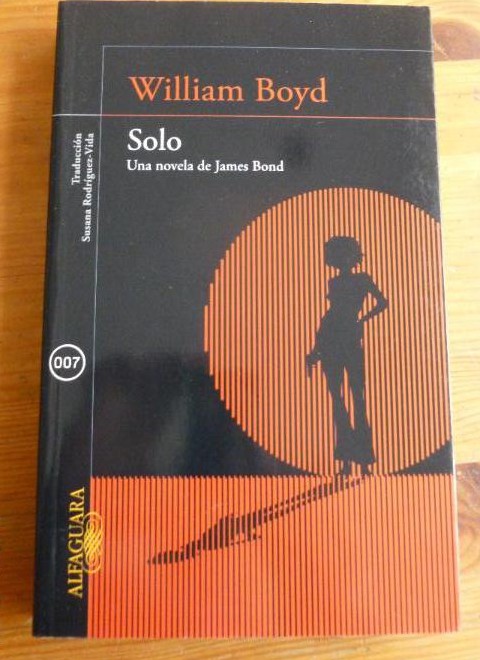 William Boyd
Solo
Una novela de James Bond
Traducción
Susana Rodríguez-Vida
007
ALFAGUARA